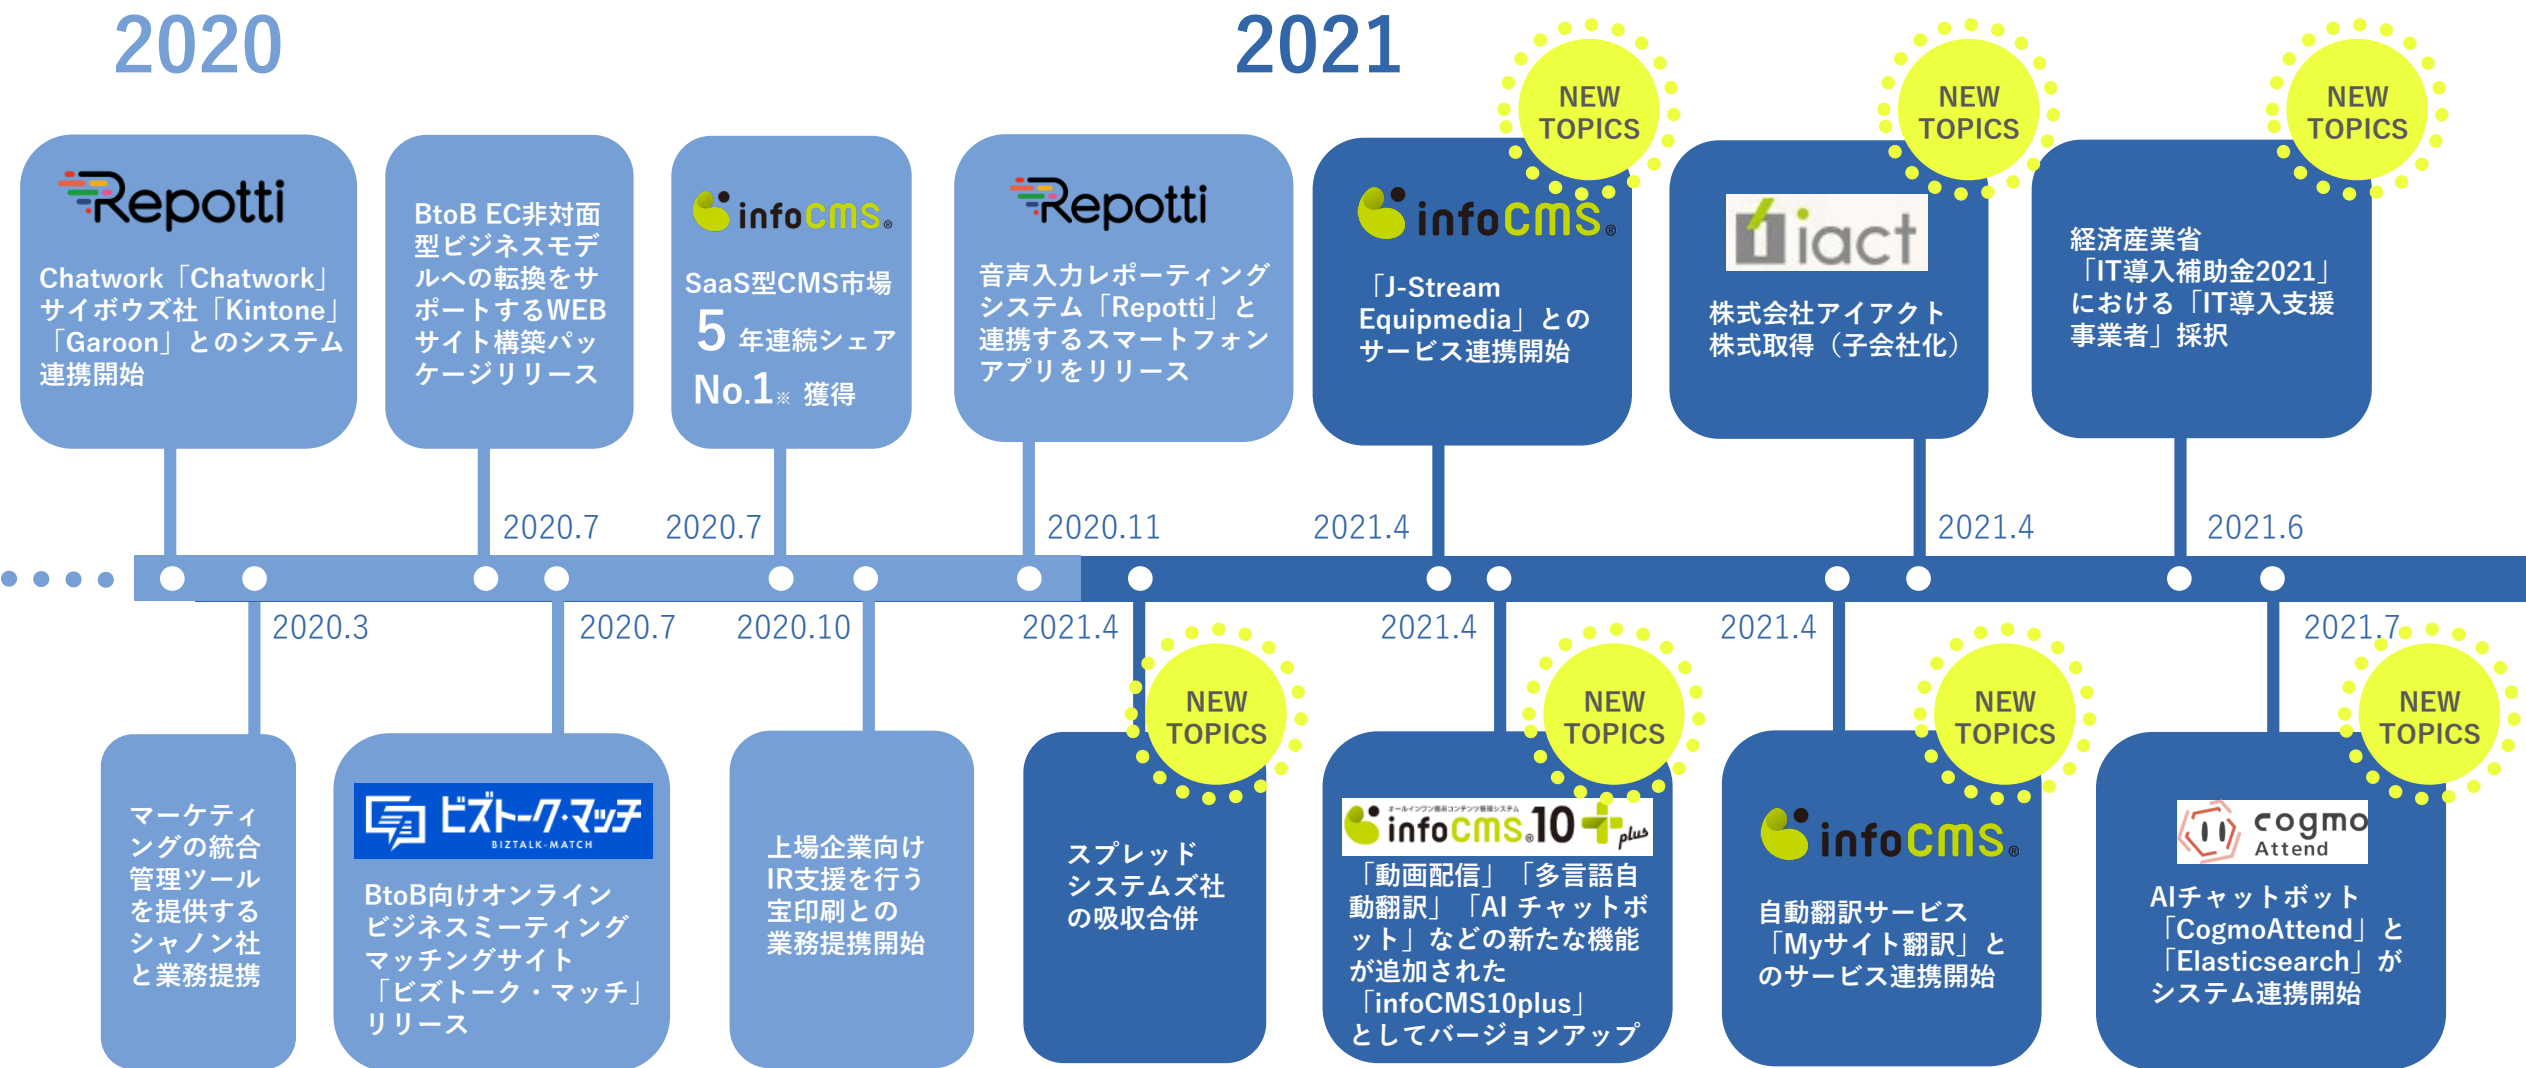 2020
2021
NEW
TOPICS
NEW
TOPICS
NEW
TOPICS
Repotti
Chatwork「Chatwork」
サイボウズ社「Kintone」
「Garoon」とのシステム
連携開始
BtoB EC非対面
型ビジネスモデ
ルへの転換をサ
ポートするWEB
サイト構築パッ
ケージリリース
infoCMS®
SaaS型CMS市場
5 年連続シェア
No.1※ 獲得
Repotti
音声入力レポーティング
システム「Repotti」と
連携するスマートフォン
アプリをリリース
infoCMS®
「J-Stream
Equipmedia」との
サービス連携開始
iact
株式会社アイアクト
株式取得（子会社化）
経済産業省
「IT導入補助金2021」
における「IT導入支援
事業者」採択
2020.7
2020.7
2020.11
2021.4
2021.4
2021.6
2020.3
2020.7
2020.10
2021.4
2021.4
2021.4
2021.7
NEW
TOPICS
NEW
TOPICS
NEW
TOPICS
NEW
TOPICS
マーケティ
ングの統合
管理ツール
を提供する
シャノン社
と業務提携
ビズトーク・マッチ
BIZTALK-MATCH
BtoB向けオンライン
ビジネスミーティング
マッチングサイト
「ビズトーク・マッチ」
リリース
上場企業向け
IR支援を行う
宝印刷との
業務提携開始
スプレッド
システムズ社
の吸収合併
オールインワン簡易コンテンツ管理システム
infoCMS®10 plus
「動画配信」「多言語自
動翻訳」「AI チャットボ
ット」などの新たな機能
が追加された
「infoCMS10plus」
としてバージョンアップ
infoCMS®
自動翻訳サービス
「Myサイト翻訳」と
のサービス連携開始
cogmo
Attend
AIチャットボット
「CogmoAttend」と
「Elasticsearch」が
システム連携開始